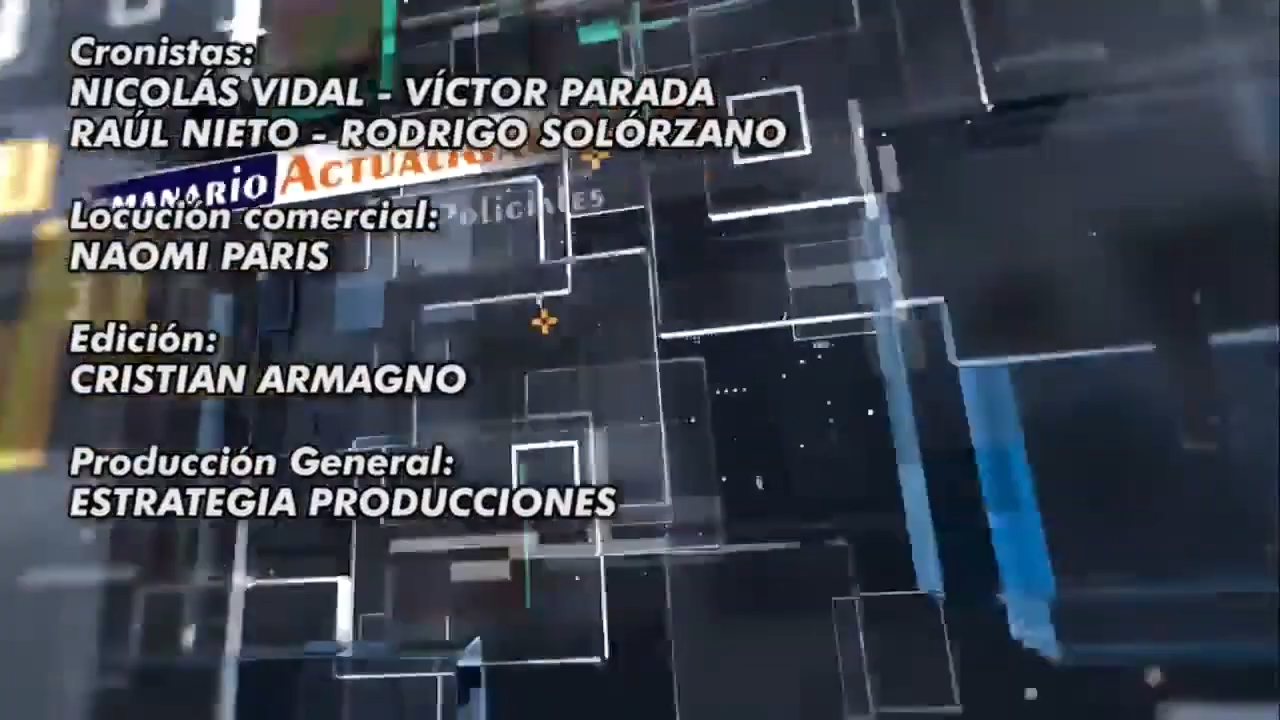 Cronistas:
NICOLÁS VIDAL - VÍCTOR PARADA
RAÚL NIETO - RODRIGO SOLÓRZANO
Locución comercial:
NAOMI PARIS
Edición:
CRISTIAN ARMAGNO
Producción General:
ESTRATEGIA PRODUCCIONES